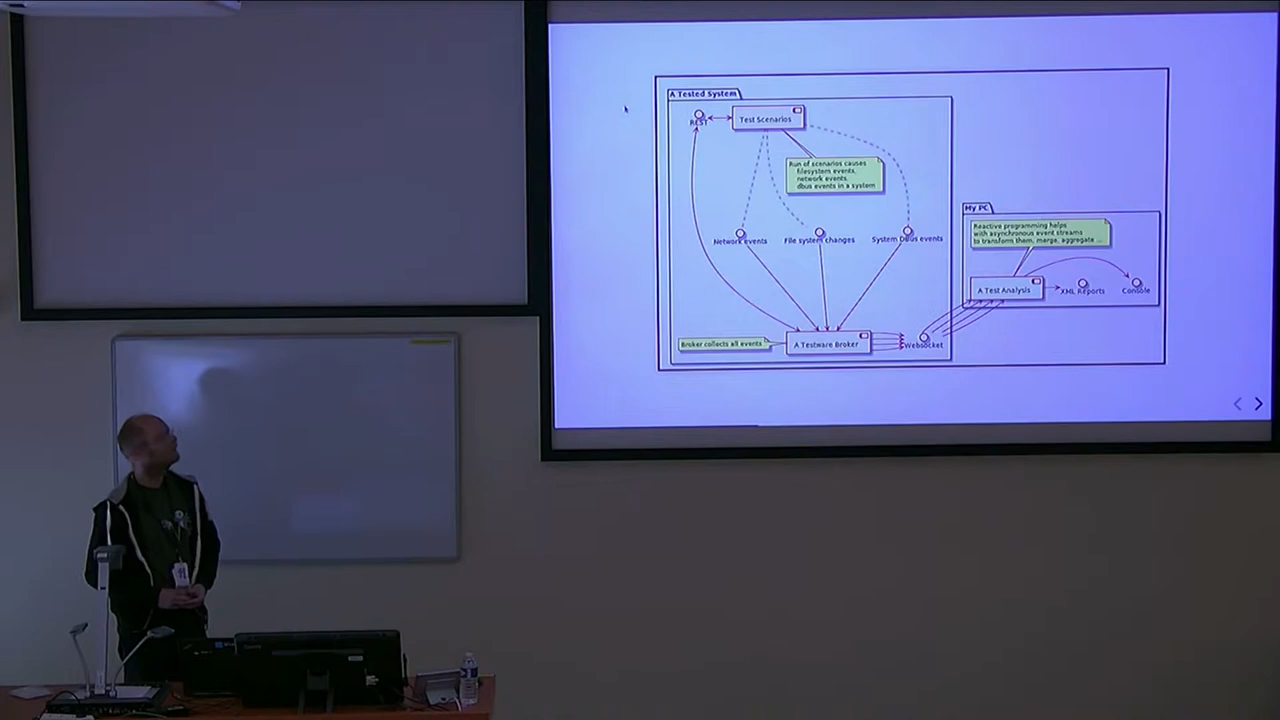 A Tested System
REST
Test Scenarios
Run of scenarios causes
filesystem events,
network events,
dbus events in a system
Network events
File system changes
System Dbus events
Broker collects all events
A Testware Broker
Websocket
My PC
Reactive programming helps
with asynchronous event streams
to transform them, merge, aggregate ...
A Test Analysis
XML Reports
Console